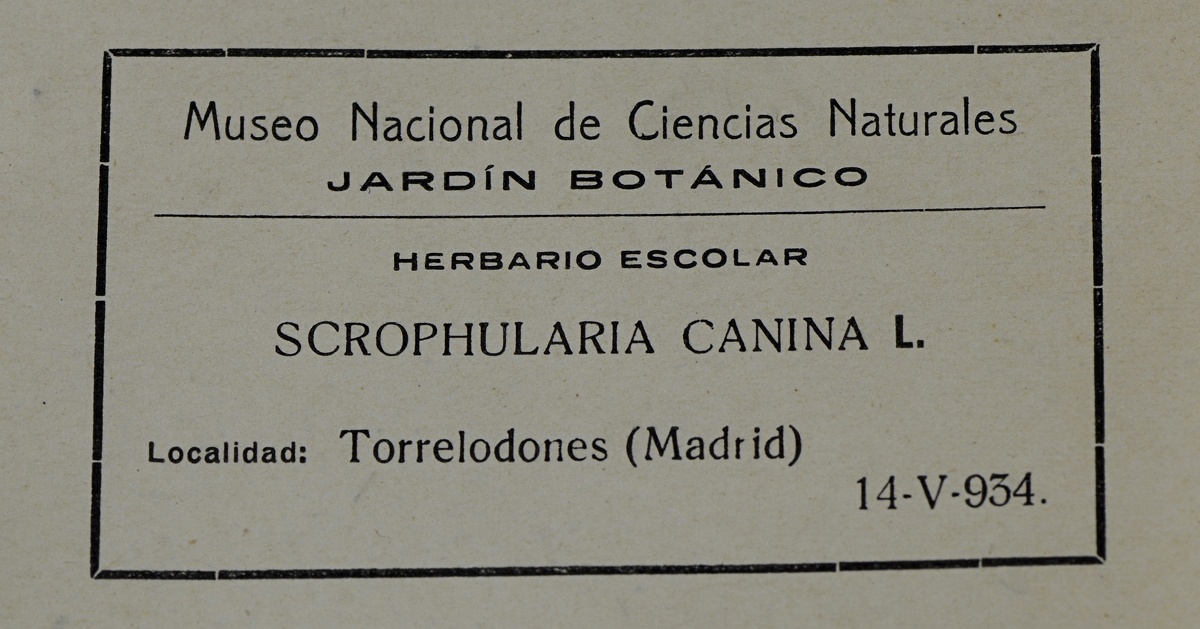 Museo Nacional de Ciencias Naturales
JARDÍN BOTÁNICO
HERBARIO ESCOLAR
SCROPHULARIA CANINA L.
Localidad: Torrelodones (Madrid)
14-V-934.